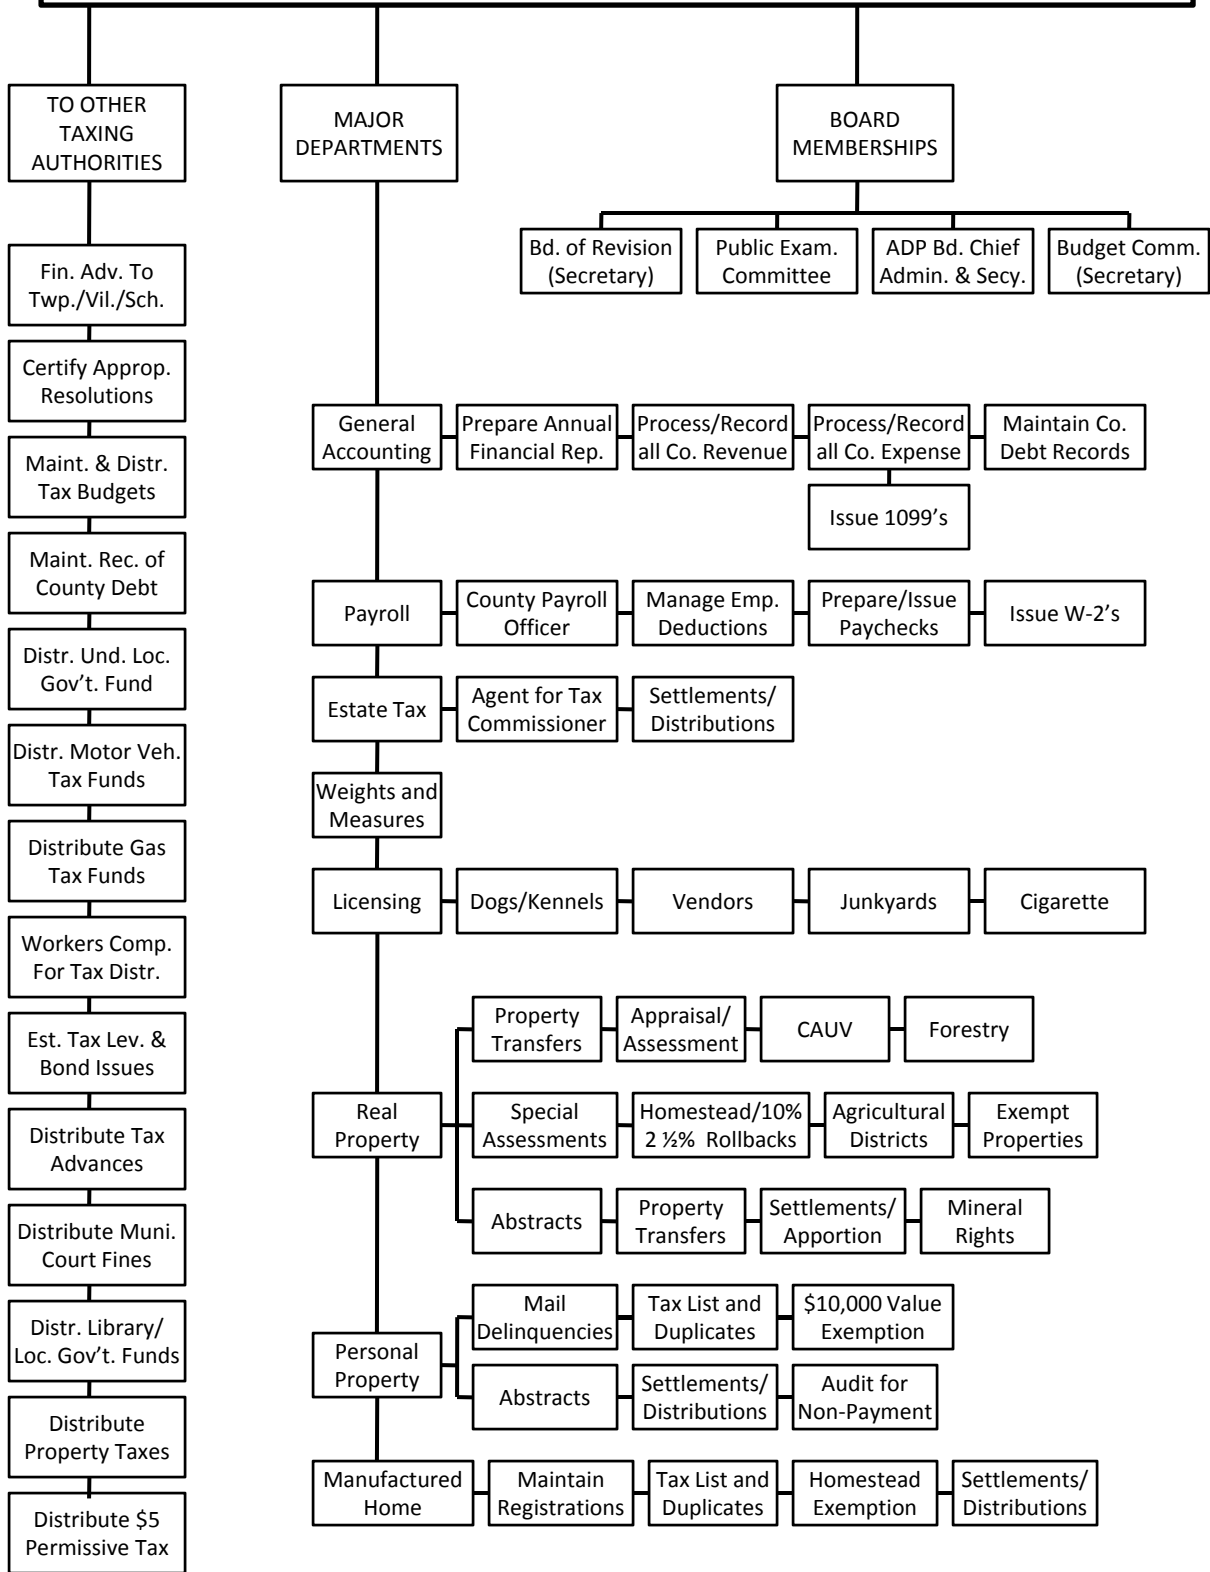 TO OTHER
TAXING
AUTHORITIES
MAJOR
DEPARTMENTS
BOARD
MEMBERSHIPS
Bd. of Revision
(Secretary)
Public Exam.
Committee
ADP Bd. Chief
Admin. & Secy.
Budget Comm.
(Secretary)
Fin. Adv. To
Twp./Vil./Sch.
Certify Approp.
Resolutions
Maint. & Distr.
Tax Budgets
Maint. Rec. of
County Debt
Distr. Und. Loc.
Gov’t. Fund
Distr. Motor Veh.
Tax Funds
Distribute Gas
Tax Funds
Workers Comp.
For Tax Distr.
Est. Tax Lev. &
Bond Issues
Distribute Tax
Advances
Distribute Muni.
Court Fines
Distr. Library/
Loc. Gov’t. Funds
Distribute
Property Taxes
Distribute $5
Permissive Tax
General
Accounting
Prepare Annual
Financial Rep.
Process/Record
all Co. Revenue
Process/Record
all Co. Expense
Maintain Co.
Debt Records
Issue 1099’s
Payroll
County Payroll
Officer
Manage Emp.
Deductions
Prepare/Issue
Paychecks
Issue W-2’s
Estate Tax
Agent for Tax
Commissioner
Settlements/
Distributions
Weights and
Measures
Licensing
Dogs/Kennels
Vendors
Junkyards
Cigarette
Real
Property
Property
Transfers
Appraisal/
Assessment
CAUV
Forestry
Special
Assessments
Homestead/10%
2 ½% Rollbacks
Agricultural
Districts
Exempt
Properties
Abstracts
Property
Transfers
Settlements/
Apportion
Mineral
Rights
Personal
Property
Mail
Delinquencies
Tax List and
Duplicates
$10,000 Value
Exemption
Abstracts
Settlements/
Distributions
Audit for
Non-Payment
Manufactured
Home
Maintain
Registrations
Tax List and
Duplicates
Homestead
Exemption
Settlements/
Distributions